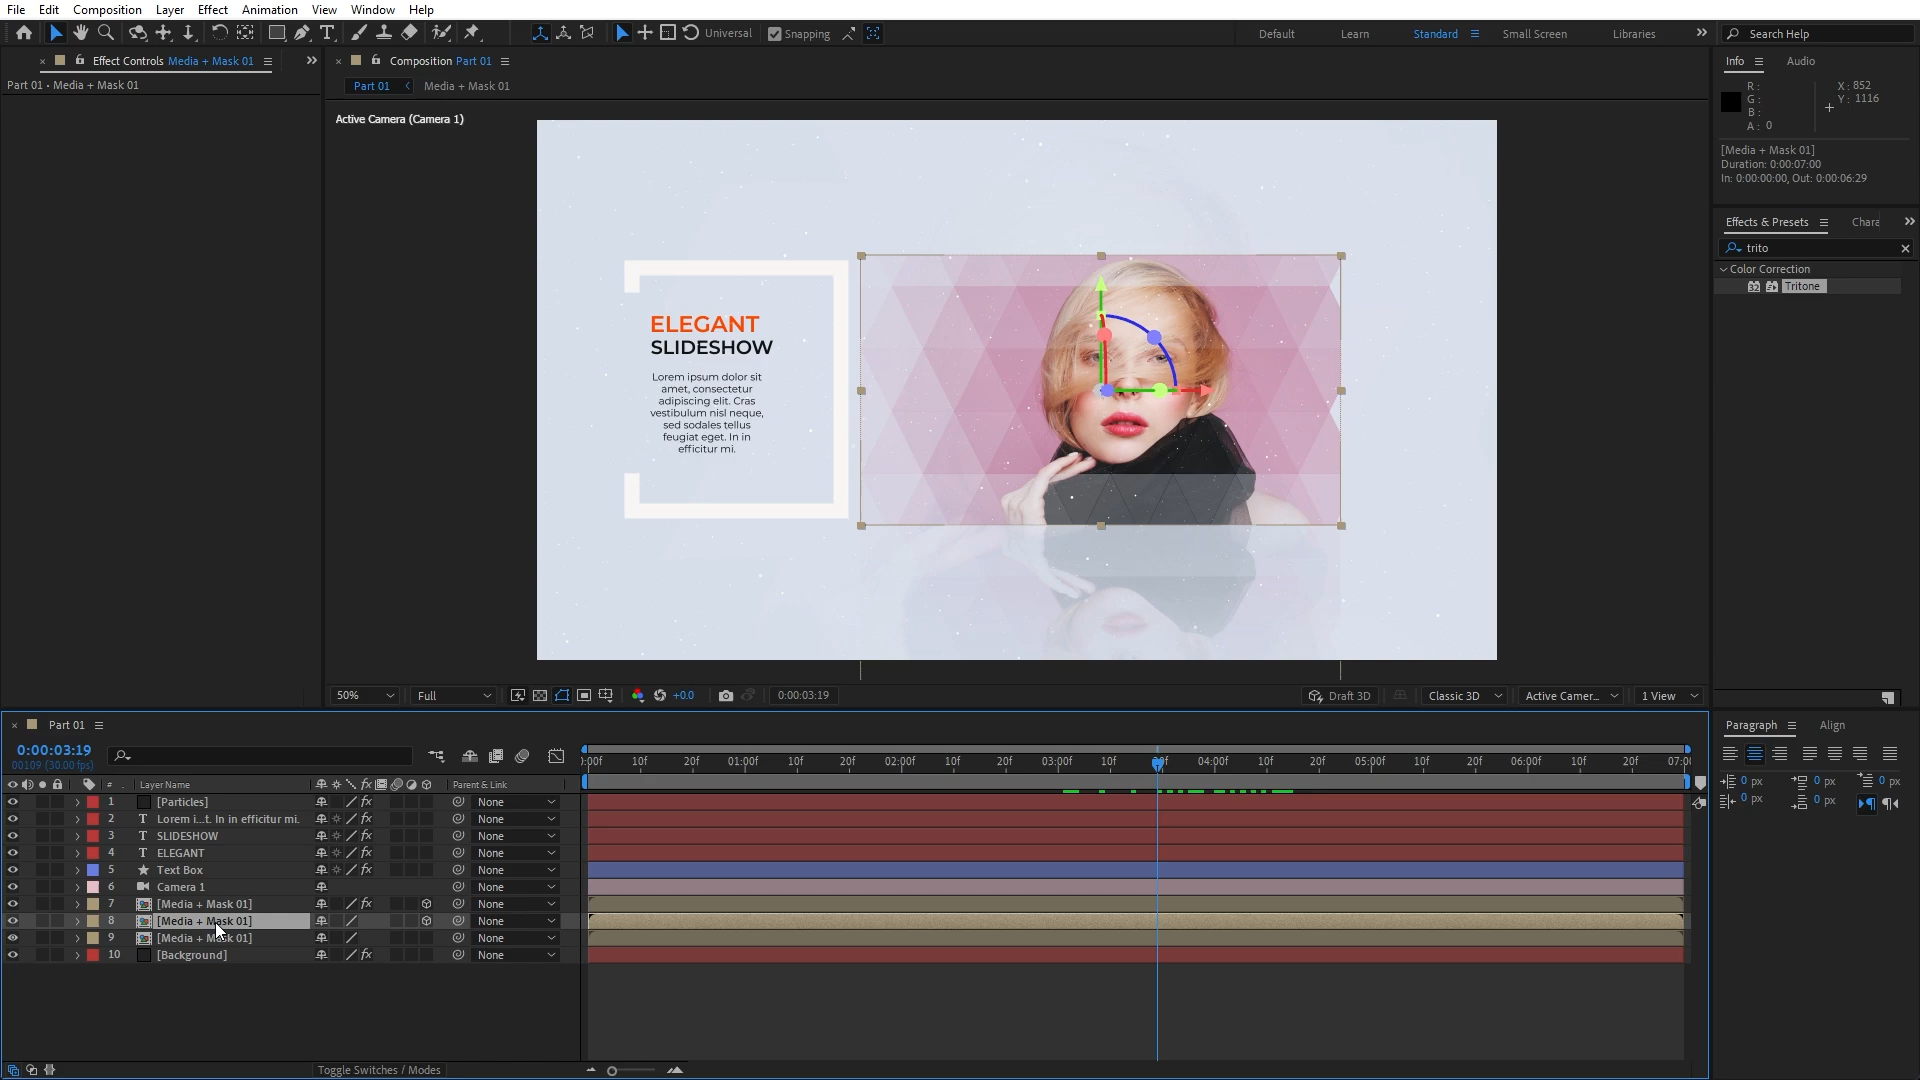 File Edit Composition Layer Effect Animation View Window Help
Universal Snapping Default Learn Standard Small Screen Libraries Search Help
Effect Controls Media + Mask 01
Part 01 • Media + Mask 01
Composition Part 01
Part 01 Media + Mask 01
Active Camera (Camera 1)
ELEGANT
SLIDESHOW
Lorem ipsum dolor sit
amet, consectetur
adipiscing elit. Cras
vestibulum nisl neque,
sed sodales tellus
feugiat eget. In in
efficitur mi.
50% Full +0.0 0:00:03:19 Draft 3D Classic 3D Active Camer... 1 View
Info Audio
R : X : 852
G : Y : 1116
B :
A : 0
[Media + Mask 01]
Duration: 0:00:07:00
In: 0:00:00:00, Out: 0:00:06:29
Effects & Presets Chara
trito
Color Correction
32 Tritone
Part 01
0:00:03:19
00109 (30.00 fps)
# . Layer Name Parent & Link
1 [Particles] None
2 T Lorem i...t. In in efficitur mi. None
3 T SLIDESHOW None
4 T ELEGANT None
5 Text Box None
6 Camera 1 None
7 [Media + Mask 01] None
8 [Media + Mask 01] None
9 [Media + Mask 01] None
10 [Background] None
Toggle Switches / Modes
):00f 10f 20f 01:00f 10f 20f 02:00f 10f 20f 03:00f 10f 04:00f 10f 20f 05:00f 10f 20f 06:00f 10f 20f 07:0
Paragraph Align
0 px 0 px 0 px
0 px 0 px